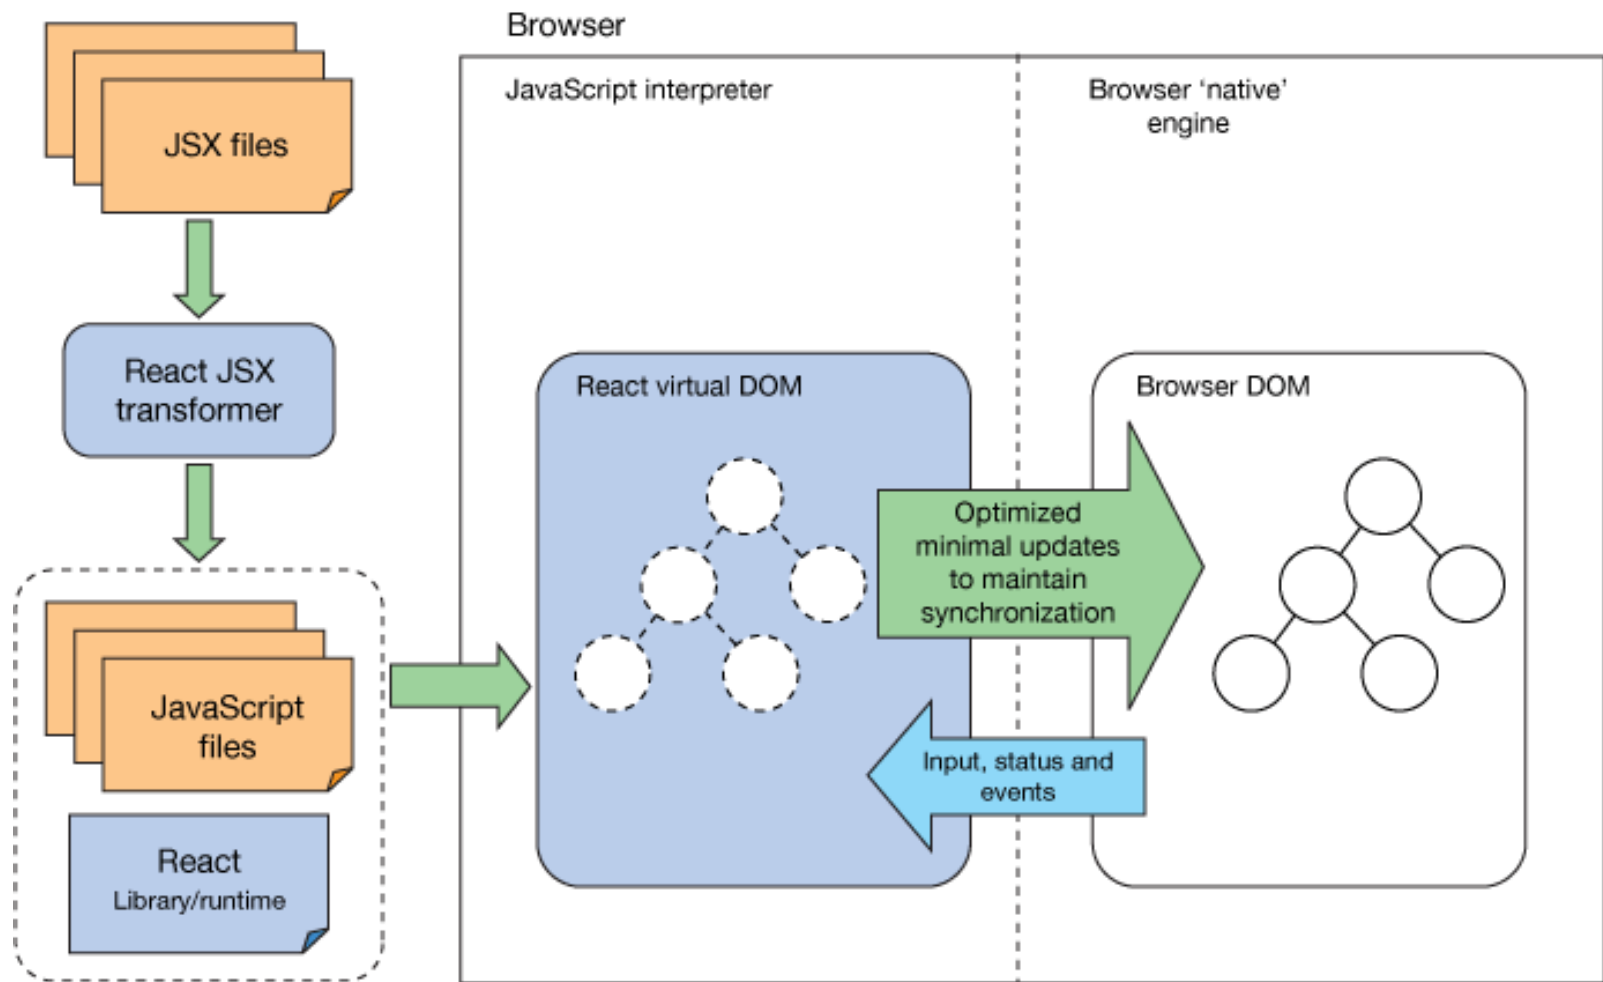 Browser
JSX files
JavaScript interpreter
Browser ‘native’
engine
React JSX
transformer
React virtual DOM
Browser DOM
Optimized
minimal updates
to maintain
synchronization
JavaScript
files
Input, status and
events
React
Library/runtime